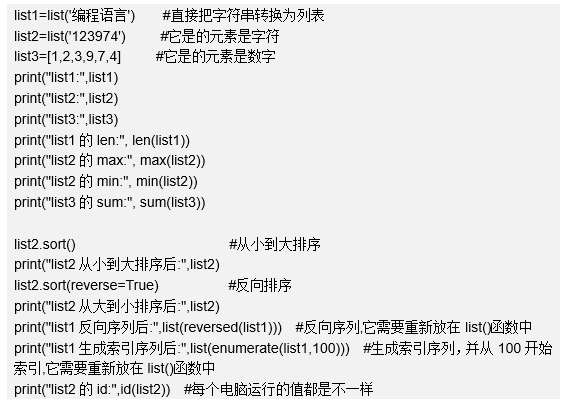 list1=list('编程语言') #直接把字符串转换为列表
list2=list('123974') #它是的元素是字符
list3=[1,2,3,9,7,4] #它是的元素是数字
print("list1:",list1)
print("list2:",list2)
print("list3:",list3)
print("list1 的 len:", len(list1))
print("list2 的 max:", max(list2))
print("list2 的 min:", min(list2))
print("list3 的 sum:", sum(list3))
list2.sort() #从小到大排序
print("list2 从小到大排序后:",list2)
list2.sort(reverse=True) #反向排序
print("list2 从大到小排序后:",list2)
print("list1 反向序列后:",list(reversed(list1))) #反向序列,它需要重新放在 list()函数中
print("list1 生成索引序列后:",list(enumerate(list1,100))) #生成索引序列，并从 100 开始
索引,它需要重新放在 list()函数中
print("list2 的 id:",id(list2)) #每个电脑运行的值都是不一样